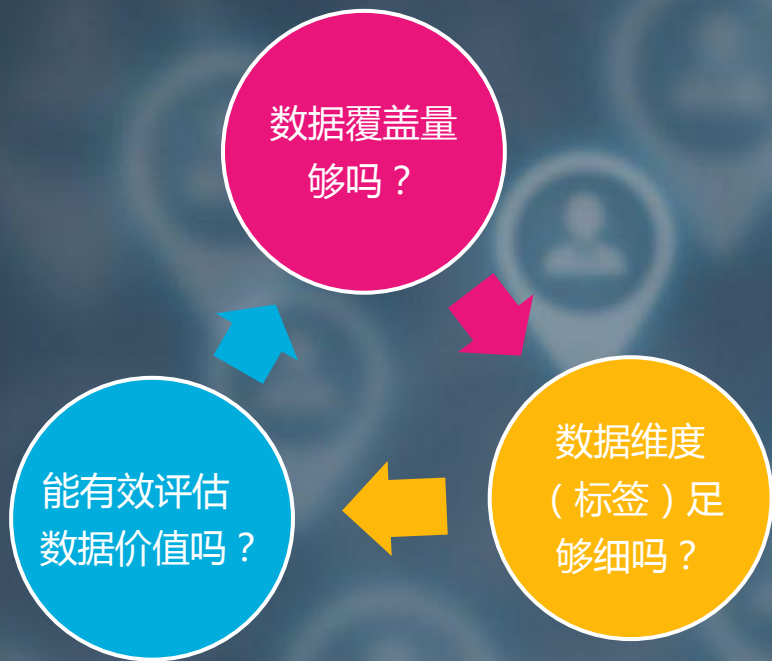 数据覆盖量
够吗？
数据维度
（标签）足
够细吗？
能有效评估
数据价值吗？